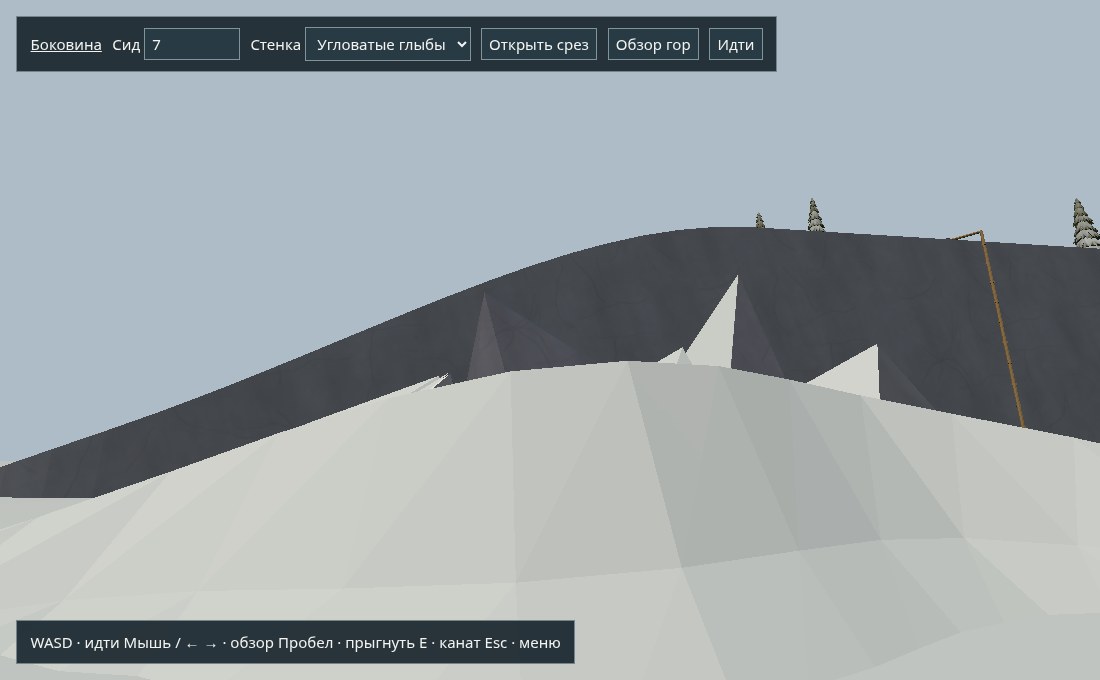 Боковина Сид 7 Стенка Угловатые глыбы Открыть срез Обзор гор Идти
WASD · идти Мышь / ← → · обзор Пробел · прыгнуть E · канат Esc · меню